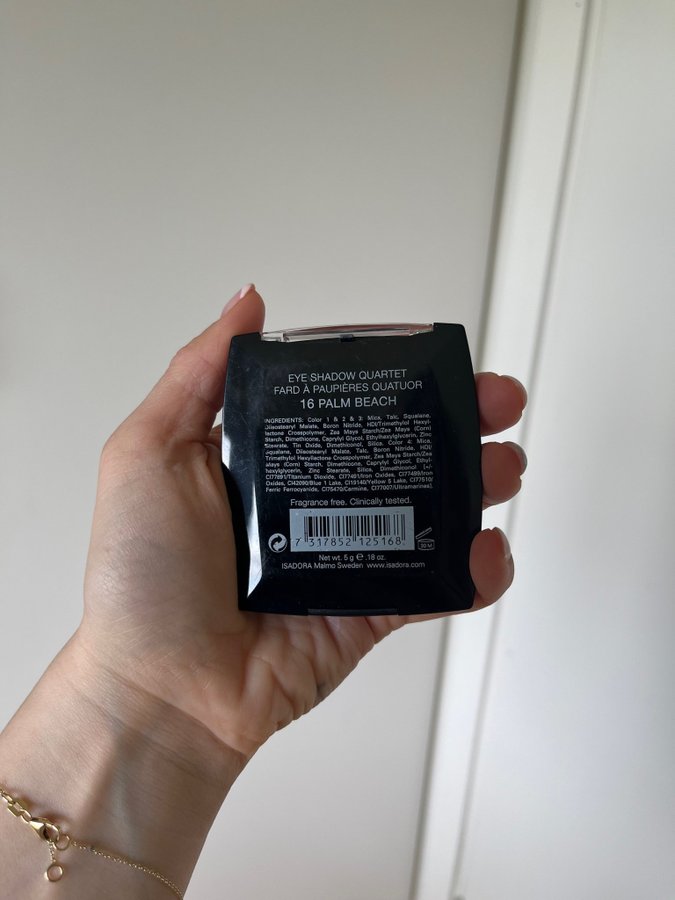 EYE SHADOW QUARTET
FARD À PAUPIÈRES QUATUOR
16 PALM BEACH
INGREDIENTS: Color 1 & 2 & 3: Mica, Talc, Squalane,
Diisostearyl Malate, Boron Nitride, HDI/Trimethylol Hexyl-
lactone Crosspolymer, Zea Mays Starch/Zea Mays (Corn)
Starch, Dimethicone, Caprylyl Glycol, Ethylhexylglycerin, Zinc
Stearate, Tin Oxide, Dimethiconol, Silica. Color 4: Mica,
Squalane, Diisostearyl Malate, Talc, Boron Nitride, HDI/
Trimethylol Hexyllactone Crosspolymer, Zea Mays Starch/Zea
Mays (Corn) Starch, Dimethicone, Caprylyl Glycol, Ethyl-
hexylglycerin, Zinc Stearate, Silica, Dimethiconol [+/-
CI77891/Titanium Dioxide, CI77491/Iron Oxides, CI77499/Iron
Oxides, CI42090/Blue 1 Lake, CI19140/Yellow 5 Lake, CI77510/
Ferric Ferrocyanide, CI75470/Carmine, CI77007/Ultramarines].
Fragrance free. Clinically tested.
7 317852 125168
Net wt. 5 g e .18 oz.
ISADORA Malmö Sweden www.isadora.com